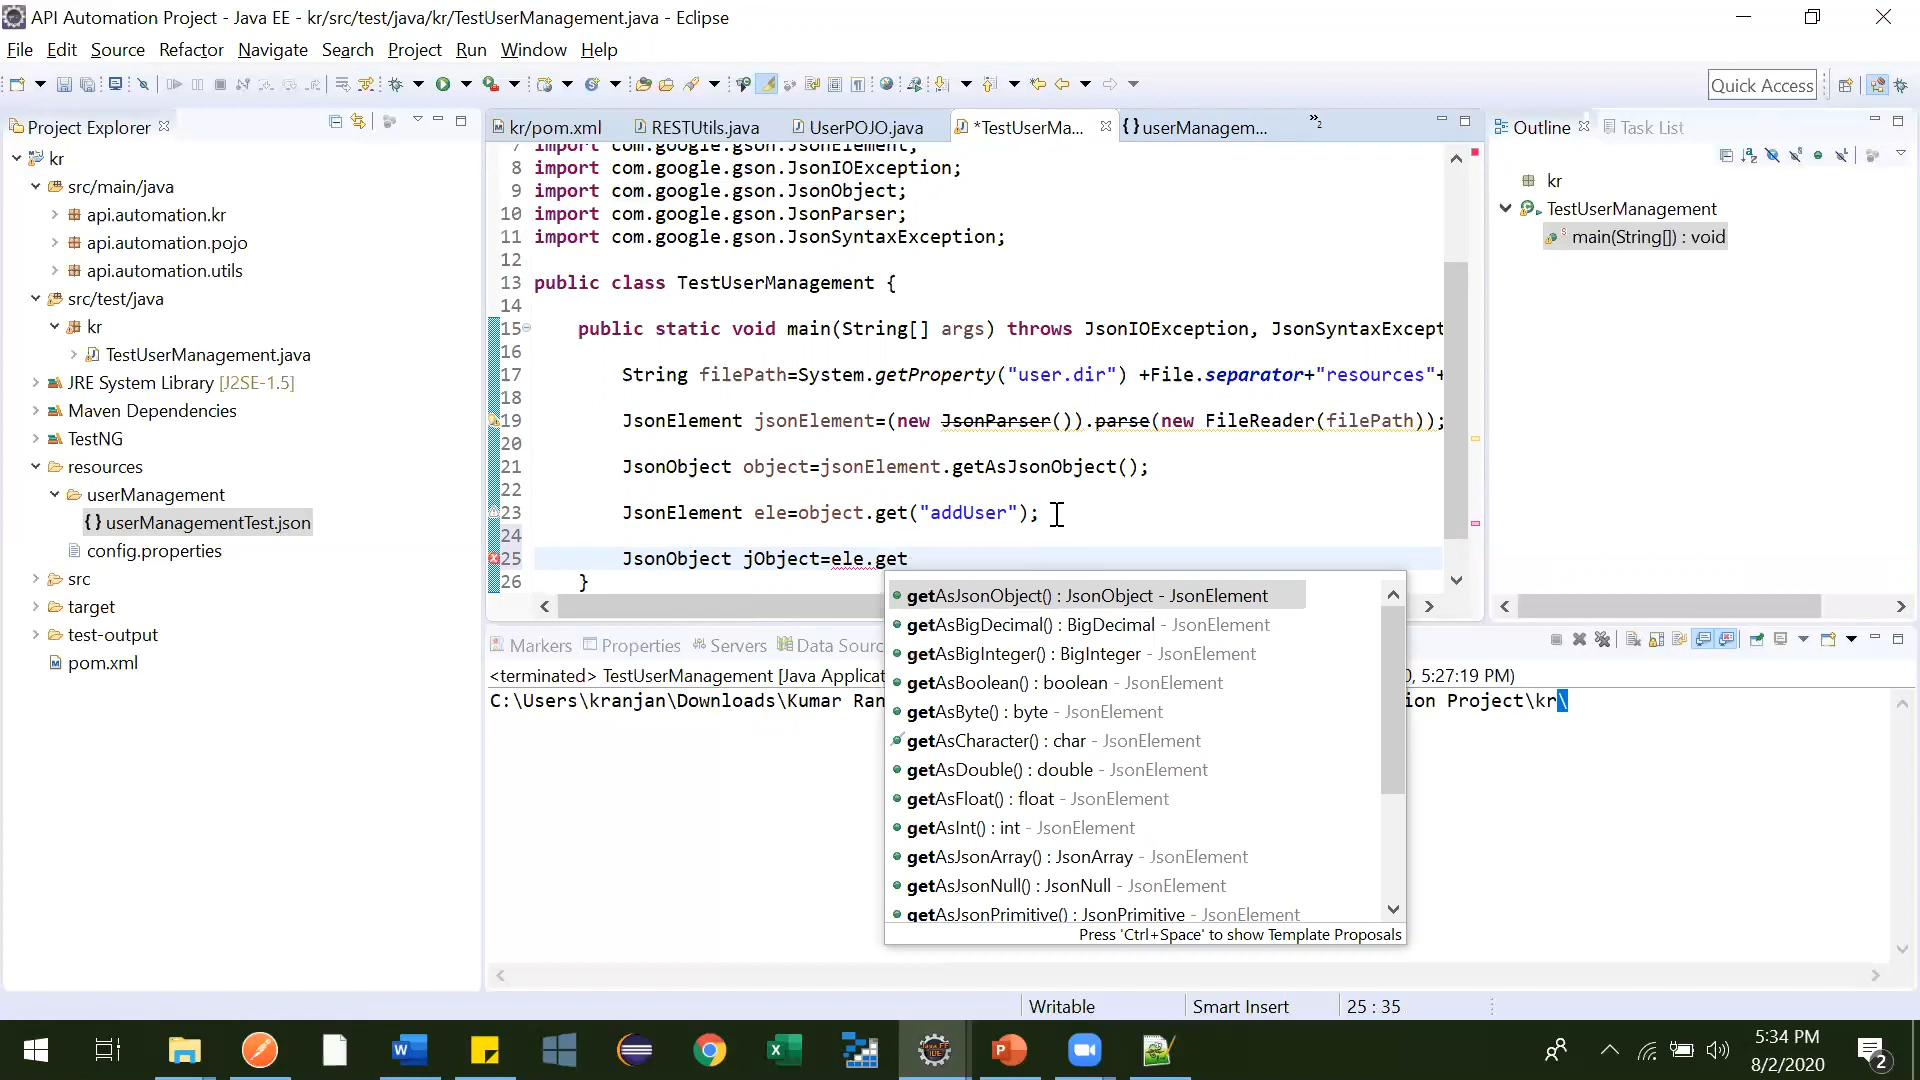 API Automation Project - Java EE - kr/src/test/java/kr/TestUserManagement.java - Eclipse
File Edit Source Refactor Navigate Search Project Run Window Help
Quick Access
Project Explorer
kr
src/main/java
api.automation.kr
api.automation.pojo
api.automation.utils
src/test/java
kr
TestUserManagement.java
JRE System Library [J2SE-1.5]
Maven Dependencies
TestNG
resources
userManagement
{} userManagementTest.json
config.properties
src
target
test-output
pom.xml
kr/pom.xml RESTUtils.java UserPOJO.java *TestUserMa... {} userManagem... »2
7 import com.google.gson.JsonElement;
8 import com.google.gson.JsonIOException;
9 import com.google.gson.JsonObject;
10 import com.google.gson.JsonParser;
11 import com.google.gson.JsonSyntaxException;
12
13 public class TestUserManagement {
14
15 public static void main(String[] args) throws JsonIOException, JsonSyntaxExcept
16
17 String filePath=System.getProperty("user.dir") +File.separator+"resources"+
18
19 JsonElement jsonElement=(new JsonParser()).parse(new FileReader(filePath));
20
21 JsonObject object=jsonElement.getAsJsonObject();
22
23 JsonElement ele=object.get("addUser");
24
25 JsonObject jObject=ele.get
26 }
getAsJsonObject() : JsonObject - JsonElement
getAsBigDecimal() : BigDecimal - JsonElement
getAsBigInteger() : BigInteger - JsonElement
getAsBoolean() : boolean - JsonElement
getAsByte() : byte - JsonElement
getAsCharacter() : char - JsonElement
getAsDouble() : double - JsonElement
getAsFloat() : float - JsonElement
getAsInt() : int - JsonElement
getAsJsonArray() : JsonArray - JsonElement
getAsJsonNull() : JsonNull - JsonElement
getAsJsonPrimitive() : JsonPrimitive - JsonElement
Press 'Ctrl+Space' to show Template Proposals
Outline Task List
kr
TestUserManagement
main(String[]) : void
Markers Properties Servers Data Sourc
<terminated> TestUserManagement [Java Applicat 0, 5:27:19 PM)
C:\Users\kranjan\Downloads\Kumar Ran ion Project\kr\
Writable Smart Insert 25 : 35
5:34 PM
8/2/2020
2